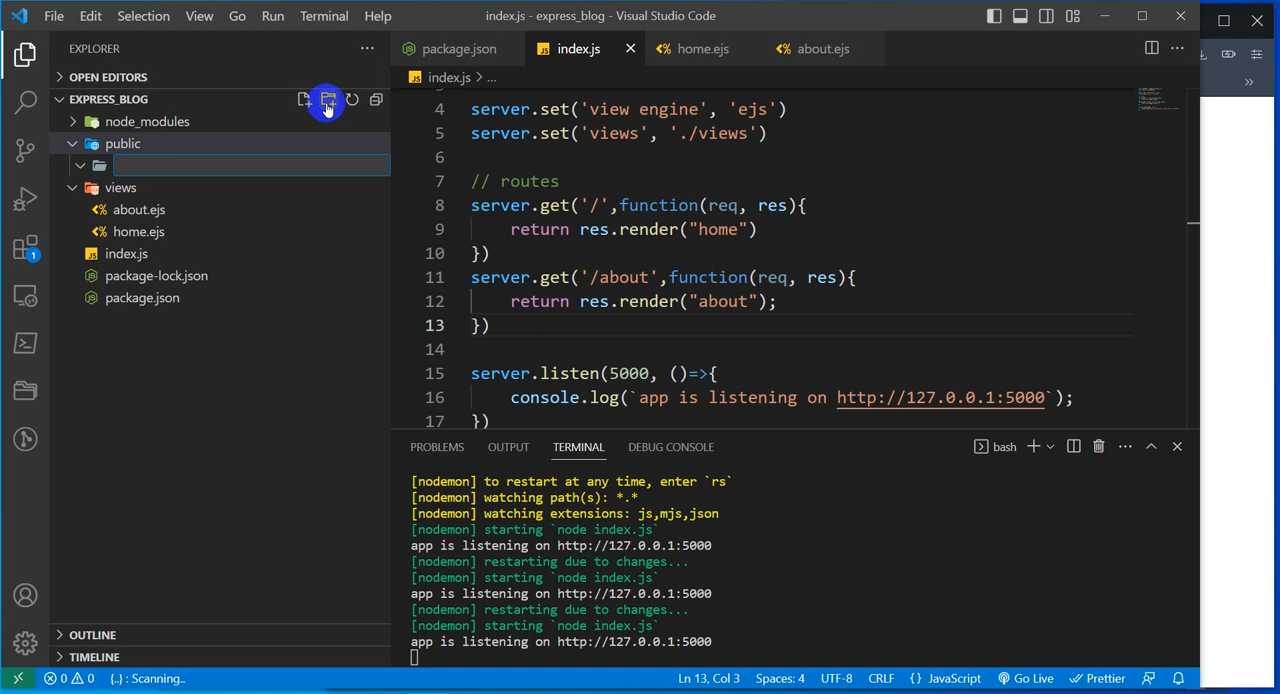 File Edit Selection View Go Run Terminal Help
index.js - express_blog - Visual Studio Code
EXPLORER
OPEN EDITORS
EXPRESS_BLOG
node_modules
public
views
about.ejs
home.ejs
index.js
package-lock.json
package.json
OUTLINE
TIMELINE
1
package.json index.js home.ejs about.ejs
index.js > ...
4 server.set('view engine', 'ejs')
5 server.set('views', './views')
6
7 // routes
8 server.get('/',function(req, res){
9 return res.render("home")
10 })
11 server.get('/about',function(req, res){
12 return res.render("about");
13 })
14
15 server.listen(5000, ()=>{
16 console.log(`app is listening on http://127.0.0.1:5000`);
17 })
PROBLEMS OUTPUT TERMINAL DEBUG CONSOLE
bash
[nodemon] to restart at any time, enter `rs`
[nodemon] watching path(s): *.*
[nodemon] watching extensions: js,mjs,json
[nodemon] starting `node index.js`
app is listening on http://127.0.0.1:5000
[nodemon] restarting due to changes...
[nodemon] starting `node index.js`
app is listening on http://127.0.0.1:5000
[nodemon] restarting due to changes...
[nodemon] starting `node index.js`
app is listening on http://127.0.0.1:5000
0 0 {..} : Scanning..
Ln 13, Col 3 Spaces: 4 UTF-8 CRLF {} JavaScript Go Live Prettier